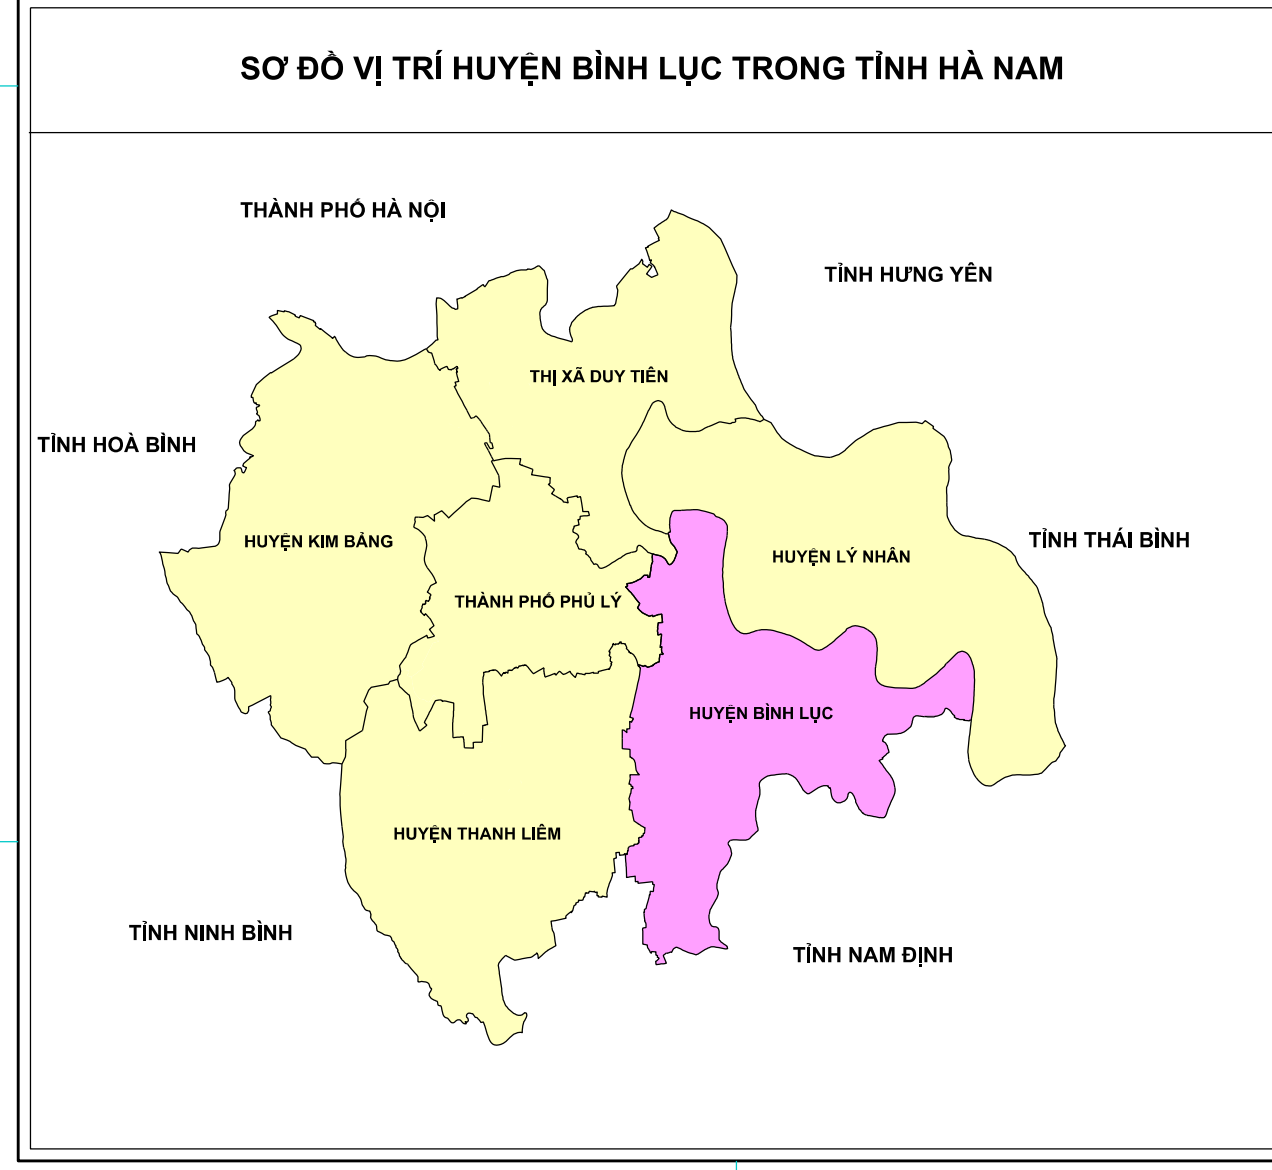 SƠ ĐỒ VỊ TRÍ HUYỆN BÌNH LỤC TRONG TỈNH HÀ NAM
THÀNH PHỐ HÀ NỘI
TỈNH HƯNG YÊN
THỊ XÃ DUY TIÊN
TỈNH HOÀ BÌNH
HUYỆN KIM BẢNG
TỈNH THÁI BÌNH
HUYỆN LÝ NHÂN
THÀNH PHỐ PHỦ LÝ
HUYỆN BÌNH LỤC
HUYỆN THANH LIÊM
TỈNH NINH BÌNH
TỈNH NAM ĐỊNH